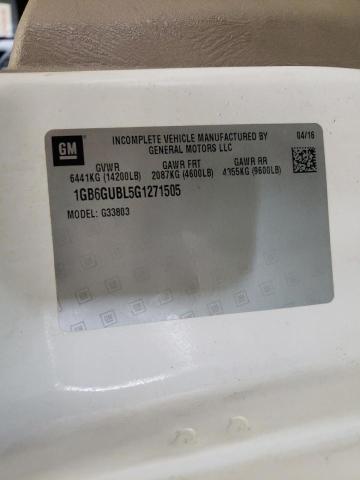 GM
INCOMPLETE VEHICLE MANUFACTURED BY
04/16
GENERAL MOTORS LLC
GVWR GAWR FRT GAWR RR
6441KG (14200LB) 2087KG (4600LB) 4355KG (9600LB)
1GB6GUBL5G1271505
MODEL: G33803